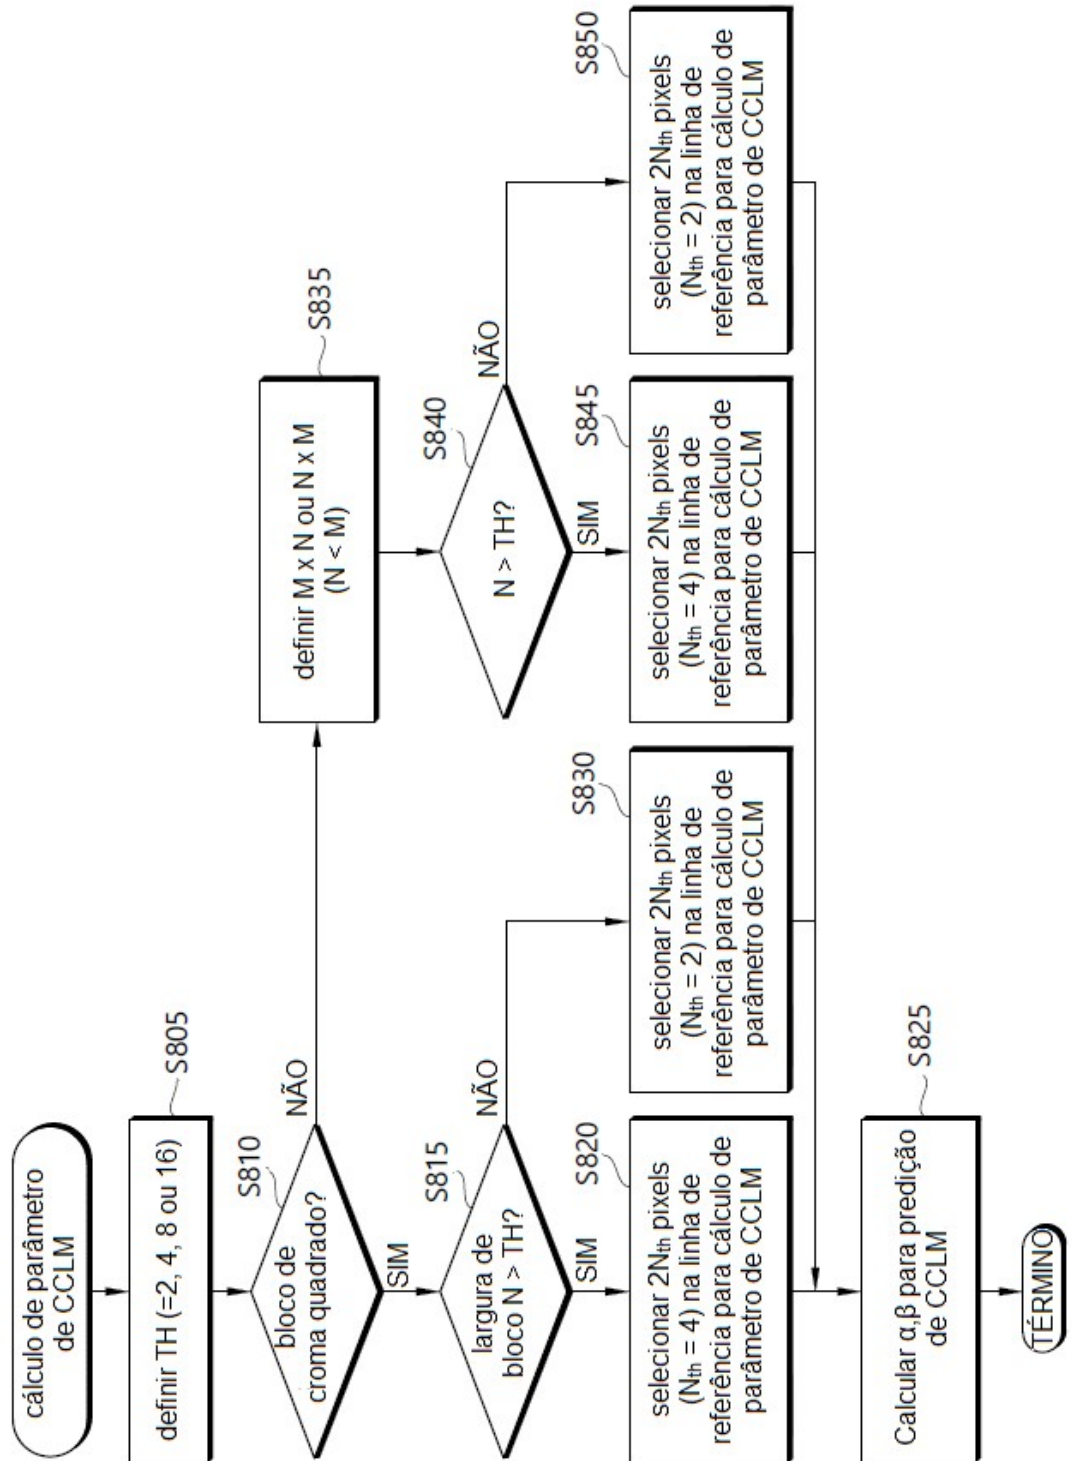 cálculo de parâmetro
de CCLM
definir TH (=2, 4, 8 ou 16)
S805
bloco de
croma quadrado?
S810
NÃO
SIM
largura de
bloco N > TH?
S815
NÃO
SIM
selecionar 2Nth pixels
(Nth = 4) na linha de
referência para cálculo de
parâmetro de CCLM
S820
selecionar 2Nth pixels
(Nth = 2) na linha de
referência para cálculo de
parâmetro de CCLM
S830
definir M x N ou N x M
(N < M)
S835
N > TH?
S840
NÃO
SIM
selecionar 2Nth pixels
(Nth = 4) na linha de
referência para cálculo de
parâmetro de CCLM
S845
selecionar 2Nth pixels
(Nth = 2) na linha de
referência para cálculo de
parâmetro de CCLM
S850
Calcular α,β para predição
de CCLM
S825
TÉRMINO